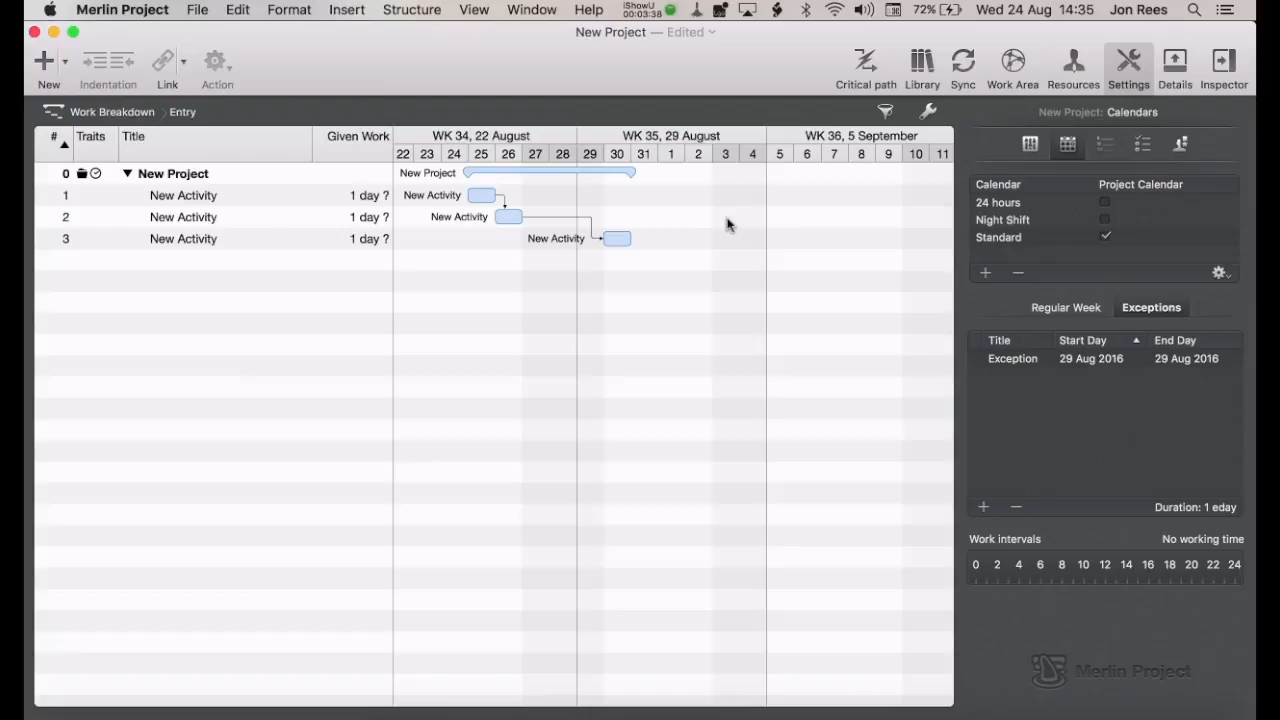 Merlin Project File Edit Format Insert Structure View Window Help iShowU 00:03:38 72% Wed 24 Aug 14:35 Jon Rees
New Project — Edited
New Indentation Link Action Critical path Library Sync Work Area Resources Settings Details Inspector
Work Breakdown Entry
New Project: Calendars
# Traits Title Given Work WK 34, 22 August WK 35, 29 August WK 36, 5 September
22 23 24 25 26 27 28 29 30 31 1 2 3 4 5 6 7 8 9 10 11
0 New Project New Project
1 New Activity 1 day ? New Activity
2 New Activity 1 day ? New Activity
3 New Activity 1 day ? New Activity
Calendar Project Calendar
24 hours
Night Shift
Standard
Regular Week Exceptions
Title Start Day End Day
Exception 29 Aug 2016 29 Aug 2016
Duration: 1 eday
Work intervals No working time
0 2 4 6 8 10 12 14 16 18 20 22 24
Merlin Project